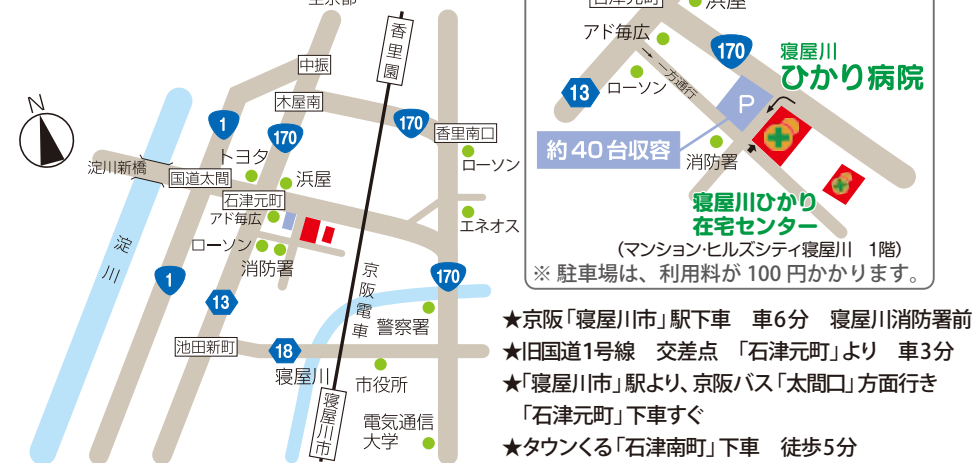 香里園
中振
木屋南
N
1
170
170
香里南口
トヨタ
ローソン
淀川新橋
国道太間
浜屋
石津元町
アド毎広
エネオス
ローソン
消防署
淀川
京阪電車
1
13
170
警察署
池田新町
18
寝屋川
市役所
寝屋川市
電気通信
大学
浜屋
アド毎広
170
寝屋川
ひかり病院
一方通行
13
ローソン
P
約40台収容
消防署
寝屋川ひかり
在宅センター
(マンション・ヒルズシティ寝屋川 1階)
※ 駐車場は、利用料が 100 円かかります。
★京阪「寝屋川市」駅下車 車6分 寝屋川消防署前
★旧国道1号線 交差点 「石津元町」より 車3分
★「寝屋川市」駅より、京阪バス「太間口」方面行き
「石津元町」下車すぐ
★タウンくる「石津南町」下車 徒歩5分